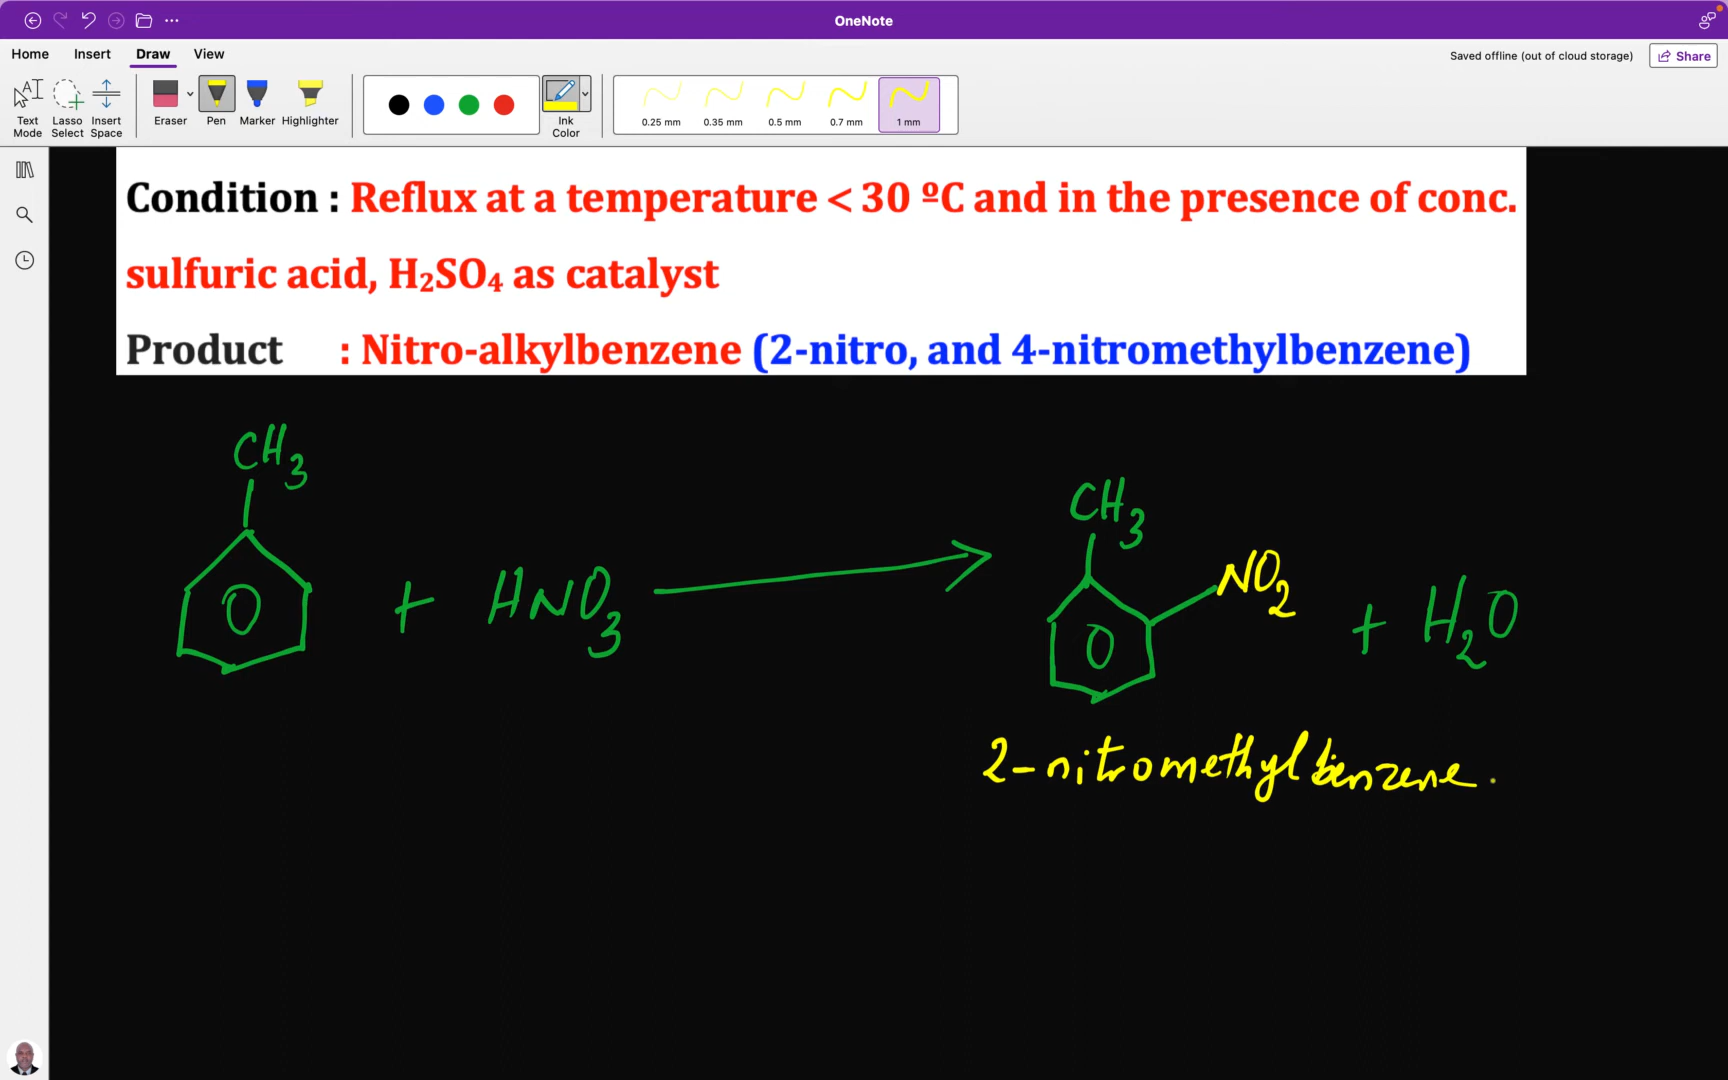 OneNote
Home Insert Draw View
Saved offline (out of cloud storage) Share
Text Mode Lasso Select Insert Space Eraser Pen Marker Highlighter Ink Color 0.25 mm 0.35 mm 0.5 mm 0.7 mm 1 mm
Condition : Reflux at a temperature < 30 ºC and in the presence of conc.
sulfuric acid, H₂SO₄ as catalyst
Product : Nitro-alkylbenzene (2-nitro, and 4-nitromethylbenzene)
CH₃
CH₃
+ HNO₃
NO₂
+ H₂O
2-nitromethylbenzene.